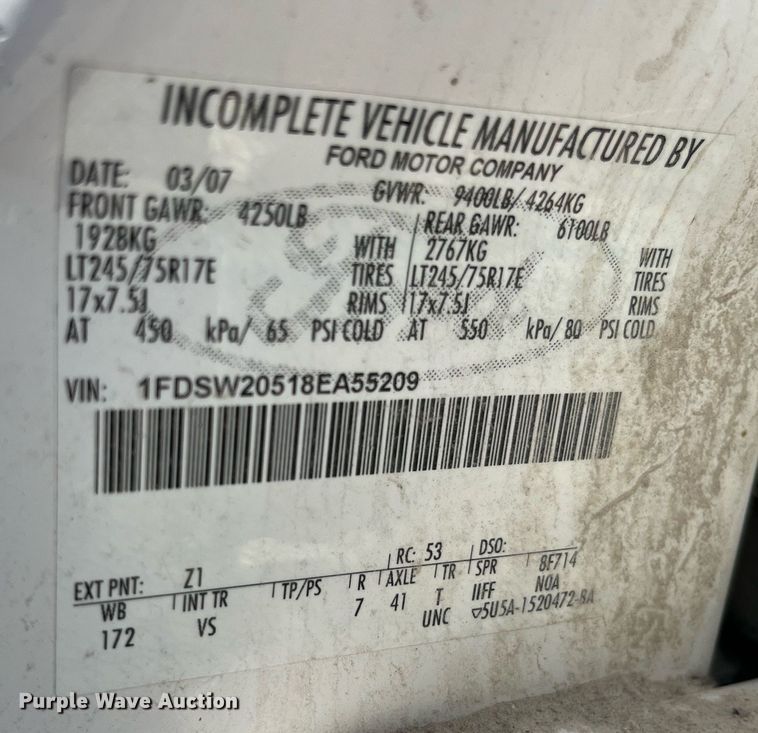 INCOMPLETE VEHICLE MANUFACTURED BY
FORD MOTOR COMPANY
DATE: 03/07 GVWR: 9400LB/ 4264KG
FRONT GAWR: 4250LB REAR GAWR: 6100LB
1928KG WITH 2767KG WITH
LT245/75R17E TIRES LT245/75R17E TIRES
17x7.5J RIMS 17x7.5J RIMS
AT 450 kPa/ 65 PSI COLD AT 550 kPa/ 80 PSI COLD
VIN: 1FDSW20518EA55209
EXT PNT: Z1 RC: 53 DSO:
WB INT TR TP/PS R AXLE TR SPR 8F714
172 VS 7 41 T IIFF NOA
UNC 5U5A-1520472-BA
Purple Wave Auction